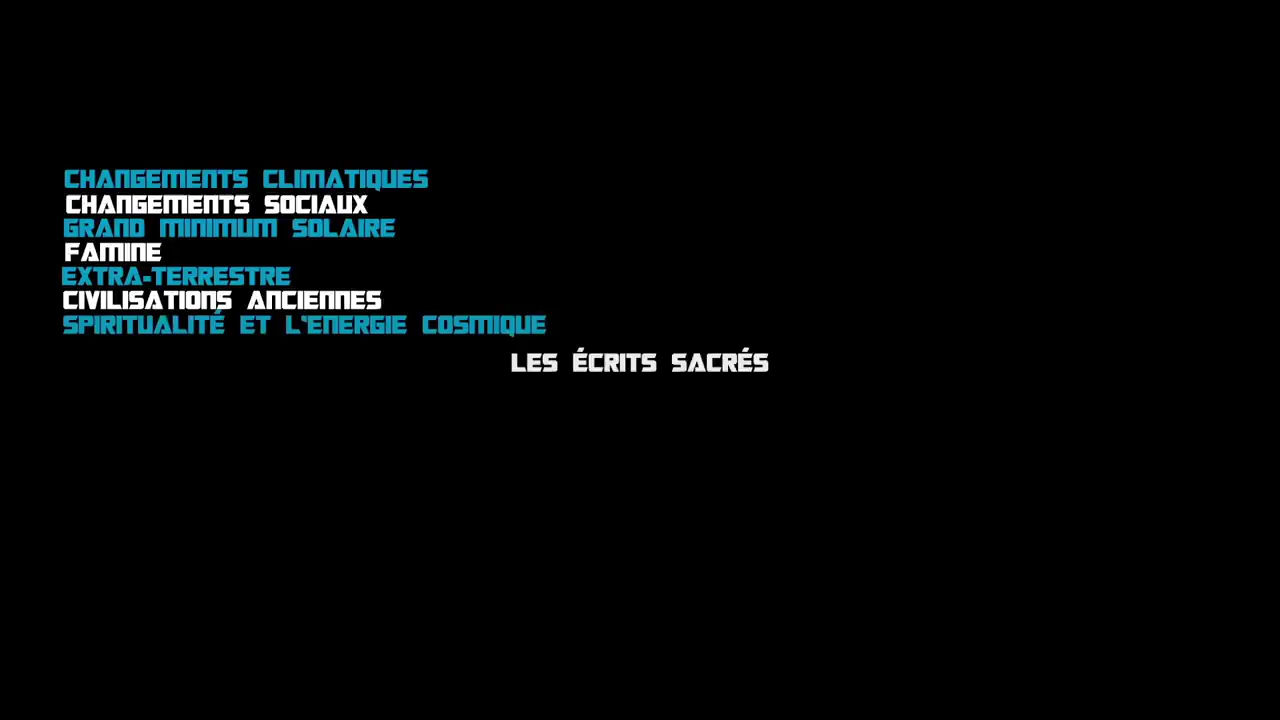 CHANGEMENTS CLIMATIQUES
CHANGEMENTS SOCIAUX
GRAND MINIMUM SOLAIRE
FAMINE
EXTRA-TERRESTRE
CIVILISATIONS ANCIENNES
SPIRITUALITÉ ET L'ENERGIE COSMIQUE
LES ÉCRITS SACRÉS